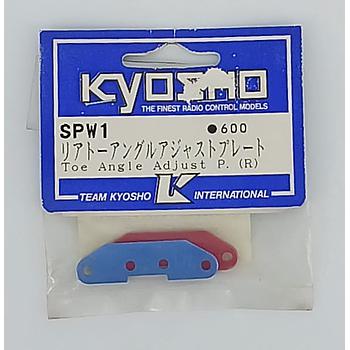 KYOSHO
THE FINEST RADIO CONTROL MODELS
SPW1 ●600
リアトーアングルアジャストプレート
Toe Angle Adjust P. (R)
TEAM KYOSHO K INTERNATIONAL